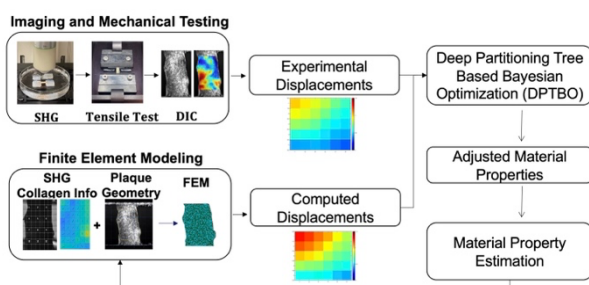 Imaging and Mechanical Testing
SHG
Tensile Test
DIC
Experimental
Displacements
Deep Partitioning Tree
Based Bayesian
Optimization (DPTBO)
Finite Element Modeling
SHG
Collagen Info
Plaque
Geometry
FEM
+
Computed
Displacements
Adjusted Material
Properties
Material Property
Estimation